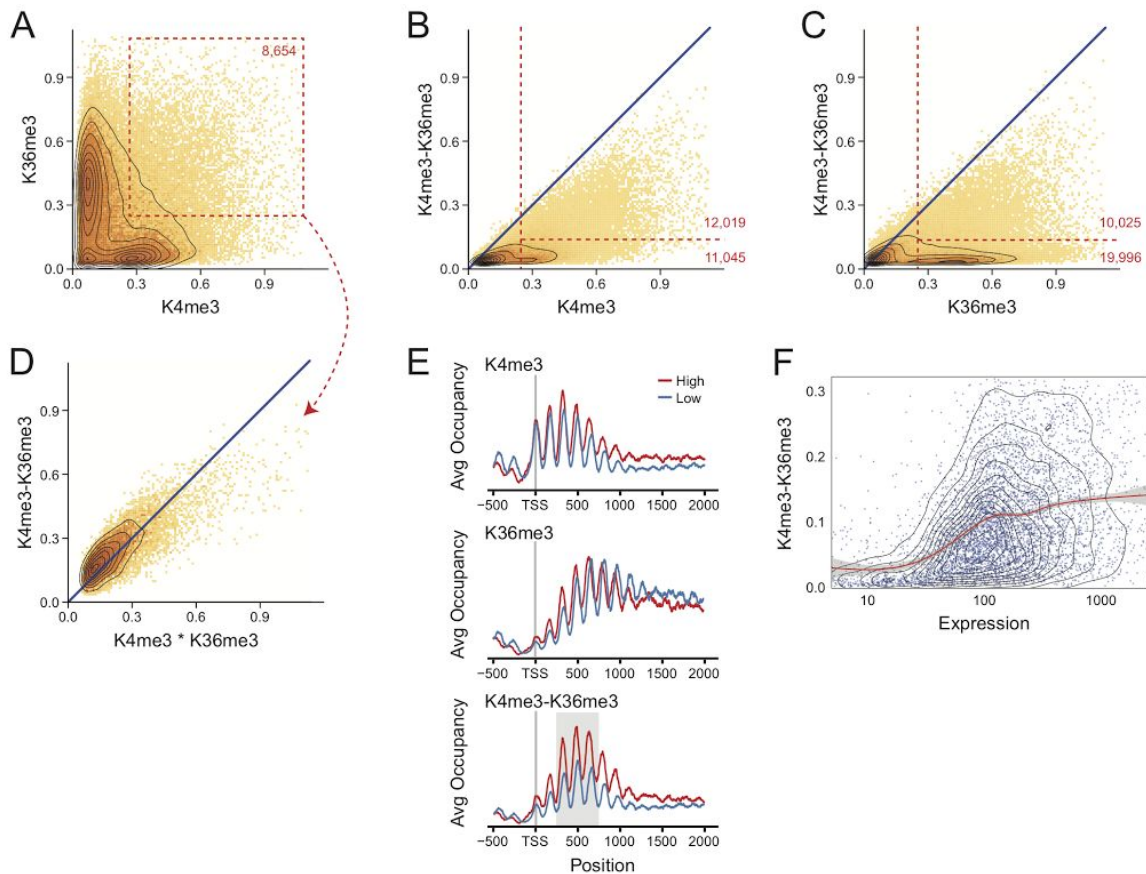 A
K36me3
0.9
0.6
0.3
0.0
8,654
0.0 0.3 0.6 0.9
K4me3
B
K4me3-K36me3
0.9
0.6
0.3
0.0
12,019
11,045
0.0 0.3 0.6 0.9
K4me3
C
K4me3-K36me3
0.9
0.6
0.3
0.0
10,025
19,996
0.0 0.3 0.6 0.9
K36me3
D
K4me3-K36me3
0.9
0.6
0.3
0.0
0.0 0.3 0.6 0.9
K4me3 * K36me3
E
K4me3
High
Low
Avg Occupancy
−500 TSS 500 1000 1500 2000
K36me3
Avg Occupancy
−500 TSS 500 1000 1500 2000
K4me3-K36me3
Avg Occupancy
−500 TSS 500 1000 1500 2000
Position
F
K4me3-K36me3
0.3
0.2
0.1
0.0
10 100 1000
Expression